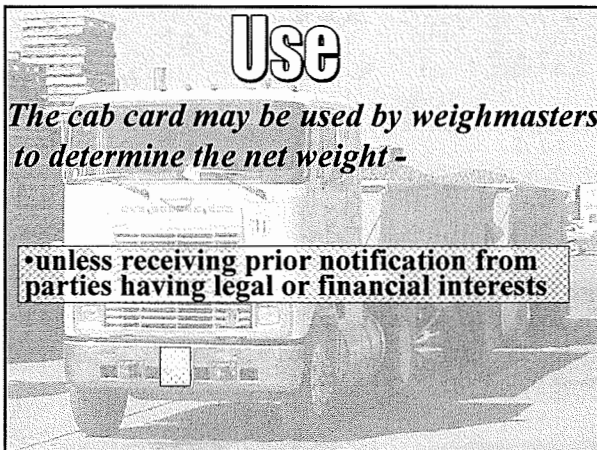 Use
The cab card may be used by weighmasters
to determine the net weight -
•unless receiving prior notification from
parties having legal or financial interests